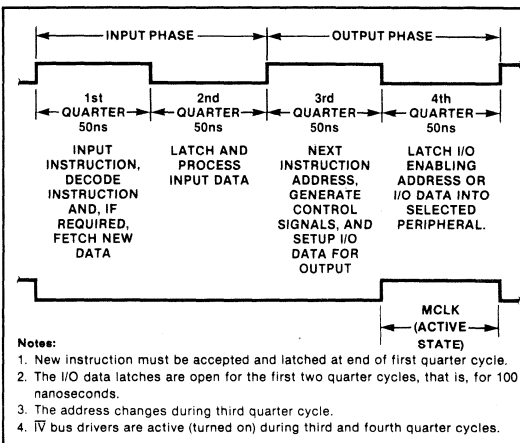 INPUT PHASE
OUTPUT PHASE
1st
QUARTER
50ns
2nd
QUARTER
50ns
3rd
QUARTER
50ns
4th
QUARTER
50ns
INPUT
INSTRUCTION,
DECODE
INSTRUCTION
AND, IF
REQUIRED,
FETCH NEW
DATA
LATCH AND
PROCESS
INPUT DATA
NEXT
INSTRUCTION
ADDRESS,
GENERATE
CONTROL
SIGNALS, AND
SETUP I/O
DATA FOR
OUTPUT
LATCH I/O
ENABLING
ADDRESS OR
I/O DATA INTO
SELECTED
PERIPHERAL.
MCLK
(ACTIVE
STATE)
Notes:
1. New instruction must be accepted and latched at end of first quarter cycle.
2. The I/O data latches are open for the first two quarter cycles, that is, for 100
nanoseconds.
3. The address changes during third quarter cycle.
4. I̅V̅ bus drivers are active (turned on) during third and fourth quarter cycles.